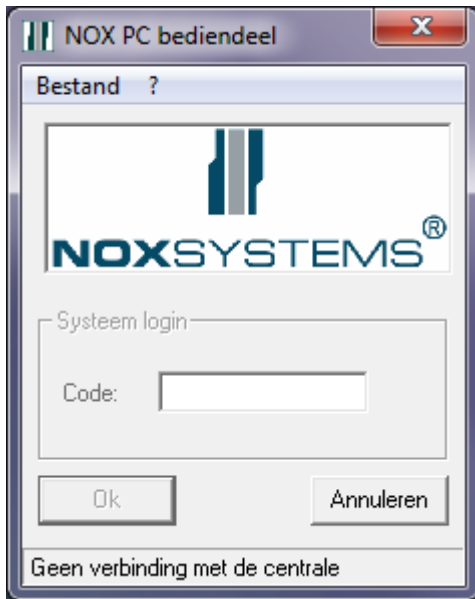 NOX PC bediendeel
Bestand ?
NOXSYSTEMS®
Systeem login
Code:
Ok Annuleren
Geen verbinding met de centrale